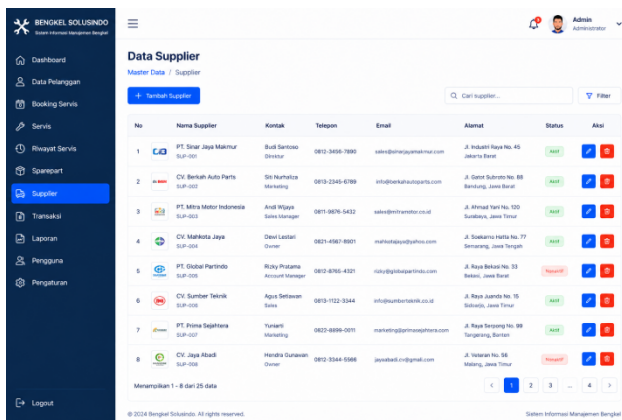 BENGKEL SOLUSINDO
Sistem Informasi Manajemen Bengkel
Dashboard
Data Pelanggan
Booking Servis
Servis
Riwayat Servis
Sparepart
Supplier
Transaksi
Laporan
Pengguna
Pengaturan
Logout
Admin
Administrator
Data Supplier
Master Data / Supplier
+ Tambah Supplier
Cari supplier...
Filter
No Nama Supplier Kontak Telepon Email Alamat Status Aksi
1 PT. Sinar Jaya Makmur Budi Santoso 0812-3456-7890 sales@sinarjayamakmur.com Jl. Industri Raya No. 45 Aktif
SUP-001 Direktur Jakarta Barat
2 CV. Berkah Auto Parts Siti Nurhaliza 0813-2345-6789 info@berkahautoparts.com Jl. Gatot Subroto No. 88 Aktif
SUP-002 Marketing Bandung, Jawa Barat
3 PT. Mitra Motor Indonesia Andi Wijaya 0811-9876-5432 sales@mitramotor.co.id Jl. Ahmad Yani No. 120 Aktif
SUP-003 Sales Manager Surabaya, Jawa Timur
4 CV. Mahkota Jaya Dewi Lestari 0821-4567-8901 mahkotajaya@yahoo.com Jl. Soekarno Hatta No. 77 Aktif
SUP-004 Owner Semarang, Jawa Tengah
5 PT. Global Partindo Rizky Pratama 0812-8765-4321 rizky@globalpartindo.com Jl. Raya Bekasi No. 33 Nonaktif
SUP-005 Account Manager Bekasi, Jawa Barat
6 CV. Sumber Teknik Agus Setiawan 0813-1122-3344 info@sumberteknik.co.id Jl. Raya Juanda No. 15 Aktif
SUP-006 Sales Sidoarjo, Jawa Timur
7 PT. Prima Sejahtera Yunianti 0822-6899-0011 marketing@primasejahtera.com Jl. Raya Serpong No. 99 Aktif
SUP-007 Marketing Tangerang, Banten
8 CV. Jaya Abadi Hendra Gunawan 0812-3344-5566 jayaabadi.cv@gmail.com Jl. Veteran No. 56 Nonaktif
SUP-008 Owner Malang, Jawa Timur
Menampilkan 1 - 8 dari 25 data
< 1 2 3 ... 4 >
© 2024 Bengkel Solusindo. All rights reserved.
Sistem Informasi Manajemen Bengkel